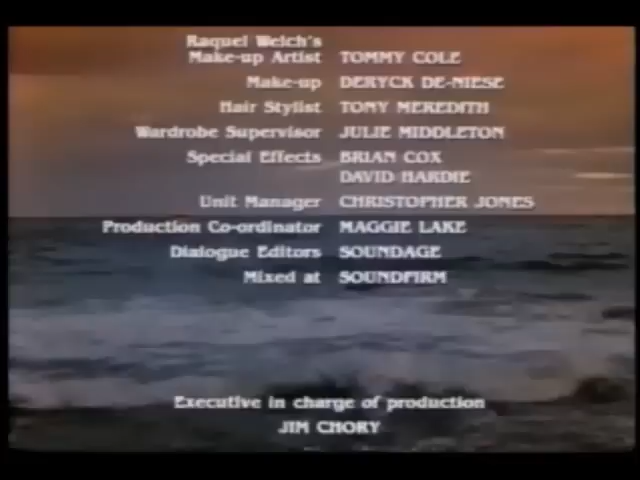 Raquel Welch's
Make-up Artist TOMMY COLE
Make-up DERYCK DE-NIESE
Hair Stylist TONY MEREDITH
Wardrobe Supervisor JULIE MIDDLETON
Special Effects BRIAN COX
DAVID HARDIE
Unit Manager CHRISTOPHER JONES
Production Co-ordinator MAGGIE LAKE
Dialogue Editors SOUNDAGE
Mixed at SOUNDFIRM
Executive in charge of production
JIM CHORY